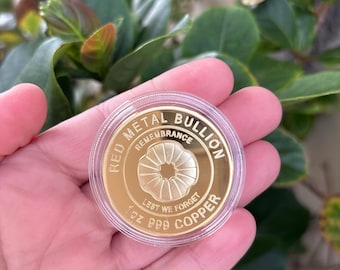 RED METAL BULLION
REMEMBRANCE
LEST WE FORGET
1 OZ 999 COPPER